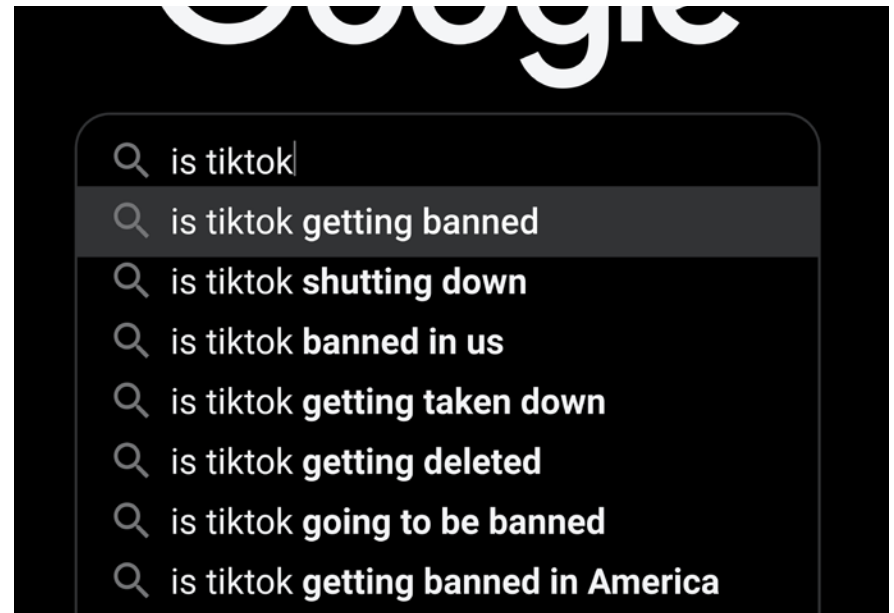 Google
is tiktok
is tiktok getting banned
is tiktok shutting down
is tiktok banned in us
is tiktok getting taken down
is tiktok getting deleted
is tiktok going to be banned
is tiktok getting banned in America